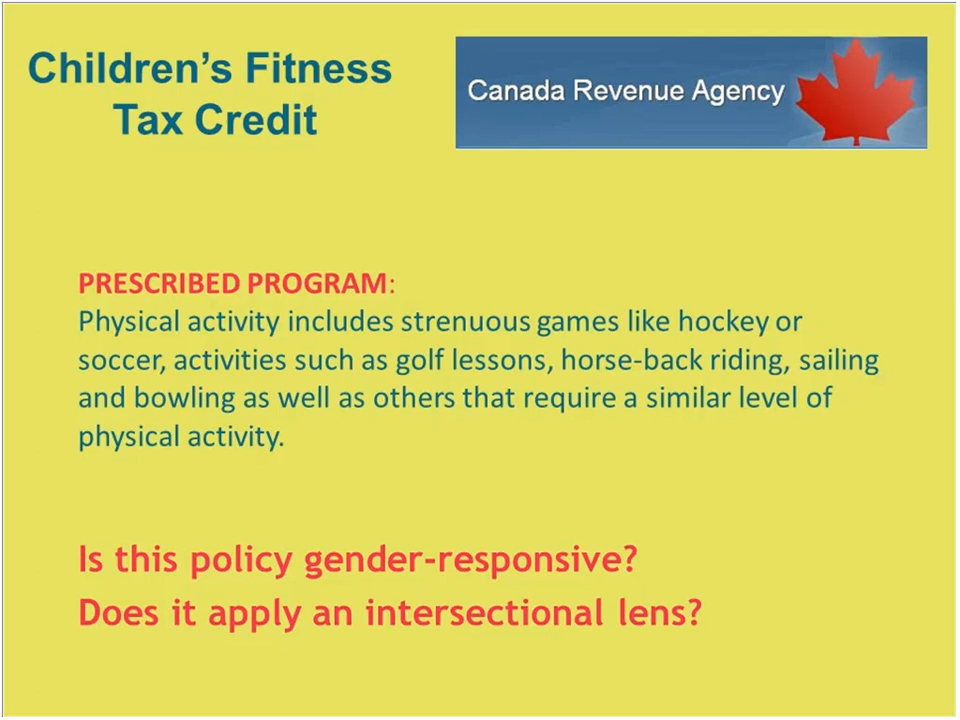 Children's Fitness
Tax Credit
Canada Revenue Agency
PRESCRIBED PROGRAM:
Physical activity includes strenuous games like hockey or
soccer, activities such as golf lessons, horse-back riding, sailing
and bowling as well as others that require a similar level of
physical activity.
Is this policy gender-responsive?
Does it apply an intersectional lens?